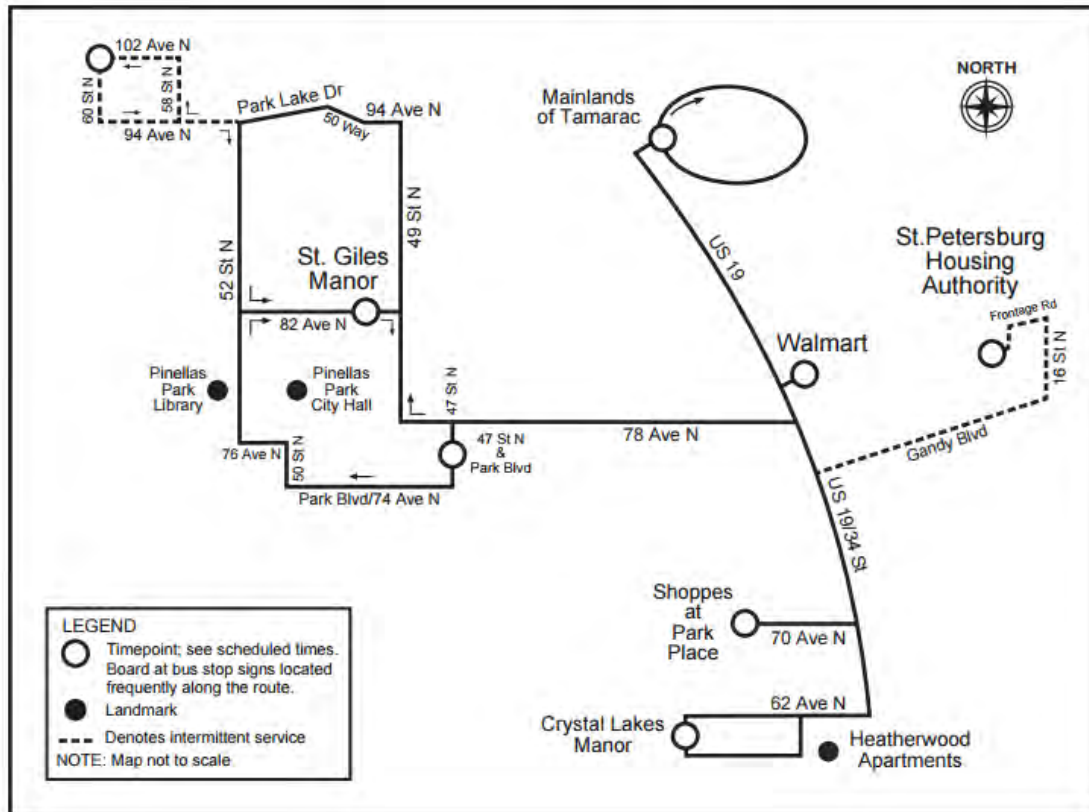 102 Ave N
60 St N
58 St N
94 Ave N
Park Lake Dr
50 Way
94 Ave N
52 St N
49 St N
St. Giles
Manor
82 Ave N
Pinellas
Park
Library
Pinellas
Park
City Hall
47 St N
76 Ave N
50 St N
47 St N
&
Park Blvd
Park Blvd/74 Ave N
78 Ave N
Mainlands
of Tamarac
NORTH
US 19
St.Petersburg
Housing
Authority
Frontage Rd
16 St N
Walmart
Gandy Blvd
US 19/34 St
Shoppes
at
Park
Place
70 Ave N
62 Ave N
Crystal Lakes
Manor
Heatherwood
Apartments
LEGEND
Timepoint; see scheduled times.
Board at bus stop signs located
frequently along the route.
Landmark
Denotes intermittent service
NOTE: Map not to scale